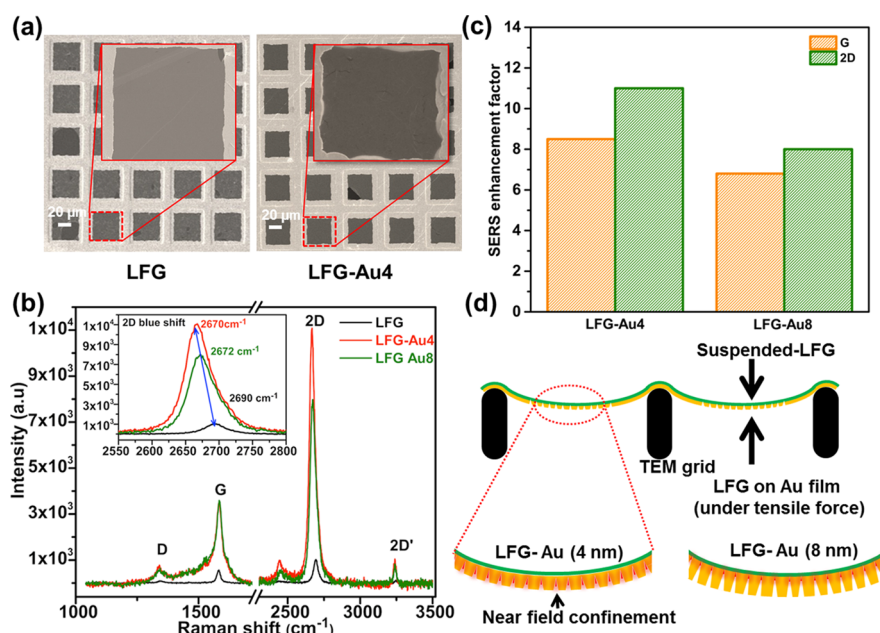 (a)
20 µm
20 µm
LFG
LFG-Au4
(c)
SERS enhancement factor
14
12
10
8
6
4
2
0
G
2D
LFG-Au4
LFG-Au8
(b)
Intensity (a.u)
1x10⁴
9x10³
7x10³
5x10³
3x10³
1x10³
2D blue shift
1x10⁴
9x10³
7x10³
5x10³
3x10³
1x10³
2670cm⁻¹
2672 cm⁻¹
2690 cm⁻¹
2550 2600 2650 2700 2750 2800
2D
LFG
LFG-Au4
LFG Au8
D
G
2D'
1000 1500 2500 3000 3500
Raman shift (cm⁻¹)
(d)
Suspended-LFG
TEM grid
LFG on Au film
(under tensile force)
LFG- Au (4 nm)
LFG- Au (8 nm)
Near field confinement